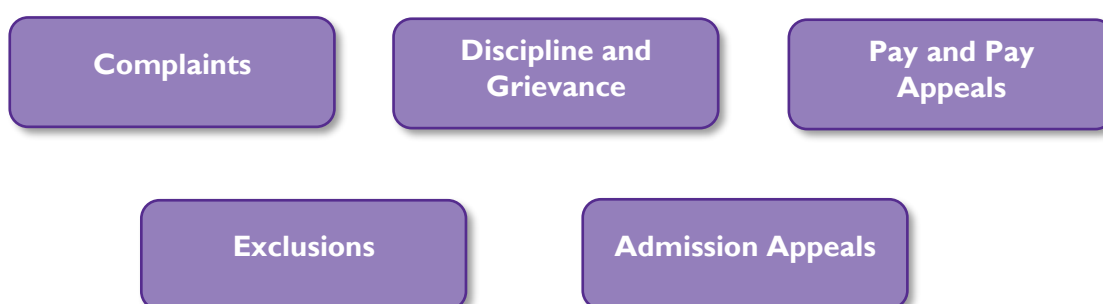 Complaints
Discipline and
Grievance
Pay and Pay
Appeals
Exclusions
Admission Appeals